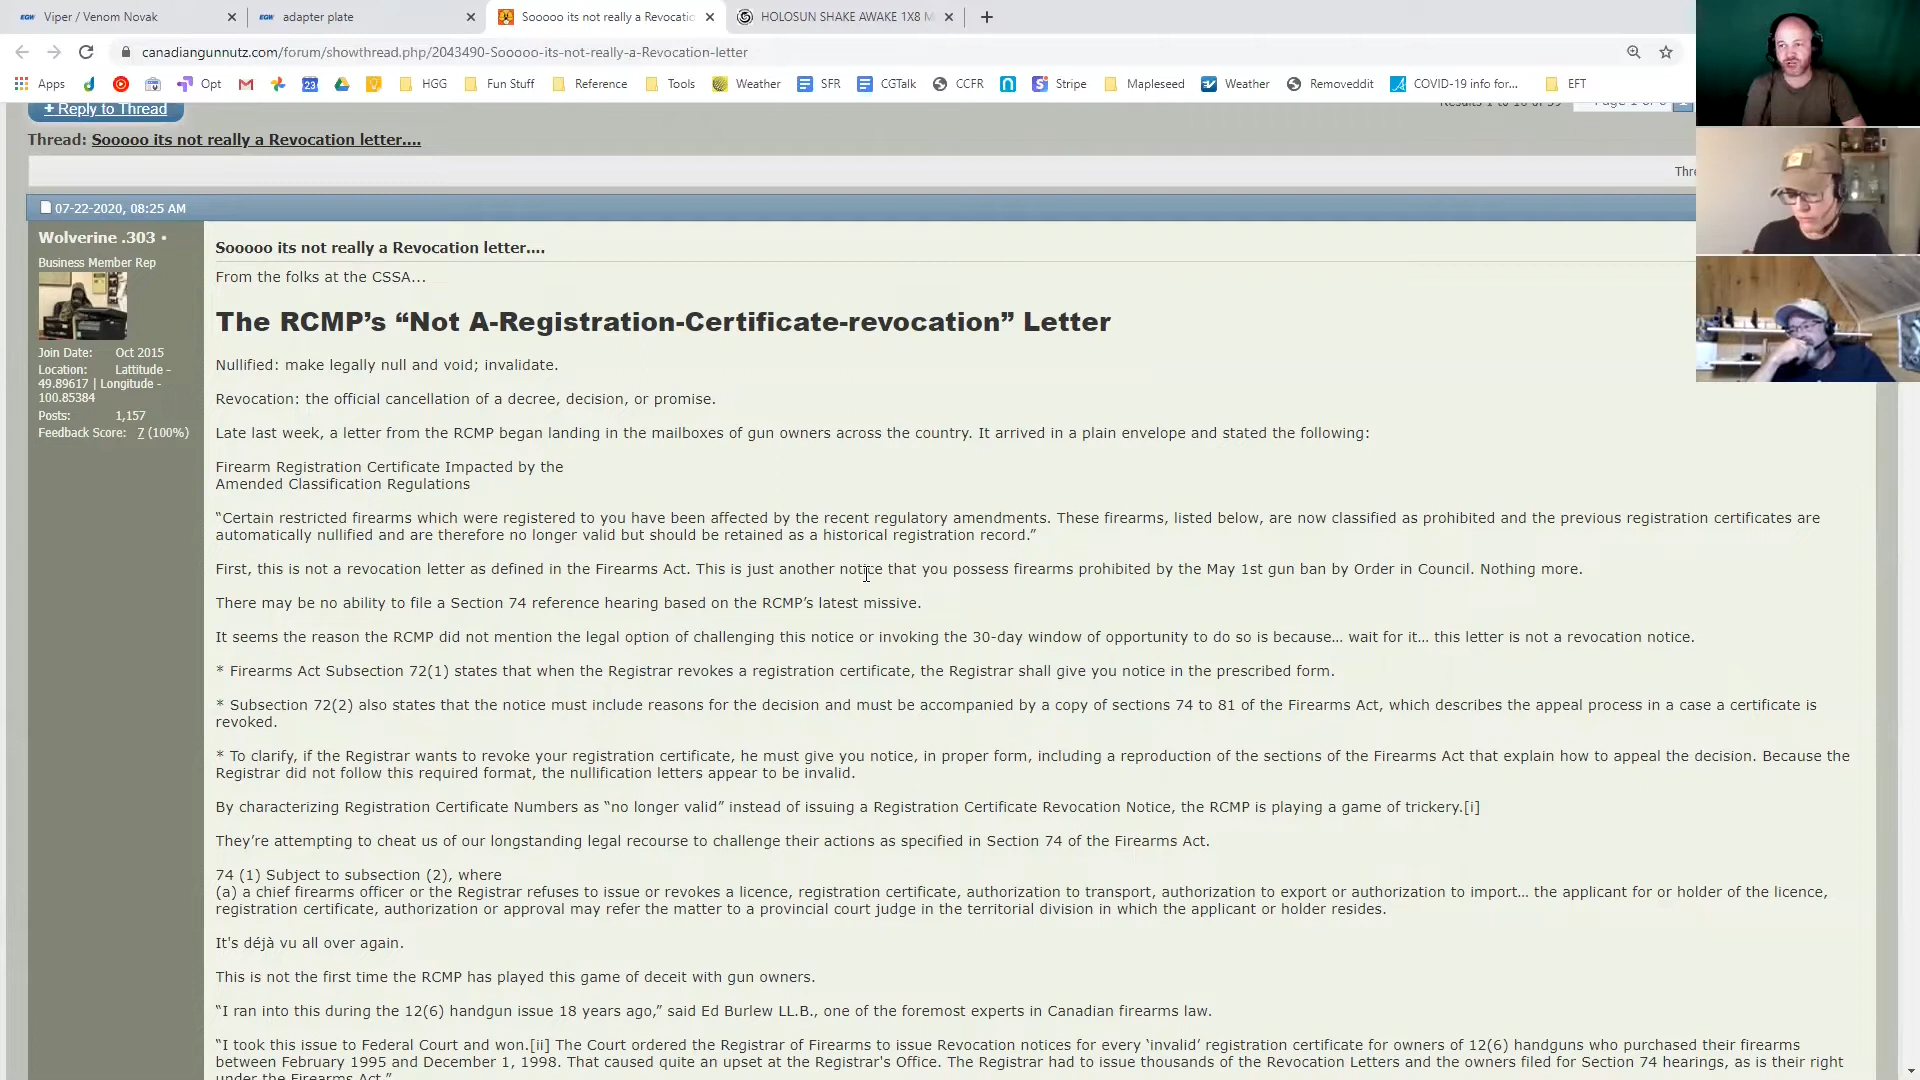 Viper / Venom Novak
adapter plate
Sooooo its not really a Revocatio
HOLOSUN SHAKE AWAKE 1X8 M
canadiangunnutz.com/forum/showthread.php/2043490-Sooooo-its-not-really-a-Revocation-letter
Apps Opt 23 HGG Fun Stuff Reference Tools Weather SFR CGTalk CCFR Stripe Mapleseed Weather Removeddit COVID-19 info for... EFT
+ Reply to Thread
Thread: Sooooo its not really a Revocation letter....
Thre
07-22-2020, 08:25 AM
Wolverine .303
Business Member Rep
Join Date: Oct 2015
Location: Lattitude -
49.89617 | Longitude -
100.85384
Posts: 1,157
Feedback Score: 7 (100%)
Sooooo its not really a Revocation letter....
From the folks at the CSSA...
The RCMP's “Not A-Registration-Certificate-revocation” Letter
Nullified: make legally null and void; invalidate.
Revocation: the official cancellation of a decree, decision, or promise.
Late last week, a letter from the RCMP began landing in the mailboxes of gun owners across the country. It arrived in a plain envelope and stated the following:
Firearm Registration Certificate Impacted by the
Amended Classification Regulations
“Certain restricted firearms which were registered to you have been affected by the recent regulatory amendments. These firearms, listed below, are now classified as prohibited and the previous registration certificates are
automatically nullified and are therefore no longer valid but should be retained as a historical registration record.”
First, this is not a revocation letter as defined in the Firearms Act. This is just another notice that you possess firearms prohibited by the May 1st gun ban by Order in Council. Nothing more.
There may be no ability to file a Section 74 reference hearing based on the RCMP's latest missive.
It seems the reason the RCMP did not mention the legal option of challenging this notice or invoking the 30-day window of opportunity to do so is because… wait for it… this letter is not a revocation notice.
* Firearms Act Subsection 72(1) states that when the Registrar revokes a registration certificate, the Registrar shall give you notice in the prescribed form.
* Subsection 72(2) also states that the notice must include reasons for the decision and must be accompanied by a copy of sections 74 to 81 of the Firearms Act, which describes the appeal process in a case a certificate is
revoked.
* To clarify, if the Registrar wants to revoke your registration certificate, he must give you notice, in proper form, including a reproduction of the sections of the Firearms Act that explain how to appeal the decision. Because the
Registrar did not follow this required format, the nullification letters appear to be invalid.
By characterizing Registration Certificate Numbers as “no longer valid” instead of issuing a Registration Certificate Revocation Notice, the RCMP is playing a game of trickery.[i]
They're attempting to cheat us of our longstanding legal recourse to challenge their actions as specified in Section 74 of the Firearms Act.
74 (1) Subject to subsection (2), where
(a) a chief firearms officer or the Registrar refuses to issue or revokes a licence, registration certificate, authorization to transport, authorization to export or authorization to import… the applicant for or holder of the licence,
registration certificate, authorization or approval may refer the matter to a provincial court judge in the territorial division in which the applicant or holder resides.
It's déjà vu all over again.
This is not the first time the RCMP has played this game of deceit with gun owners.
“I ran into this during the 12(6) handgun issue 18 years ago,” said Ed Burlew LL.B., one of the foremost experts in Canadian firearms law.
“I took this issue to Federal Court and won.[ii] The Court ordered the Registrar of Firearms to issue Revocation notices for every ‘invalid’ registration certificate for owners of 12(6) handguns who purchased their firearms
between February 1995 and December 1, 1998. That caused quite an upset at the Registrar's Office. The Registrar had to issue thousands of the Revocation Letters and the owners filed for Section 74 hearings, as is their right
under the Firearms Act.”